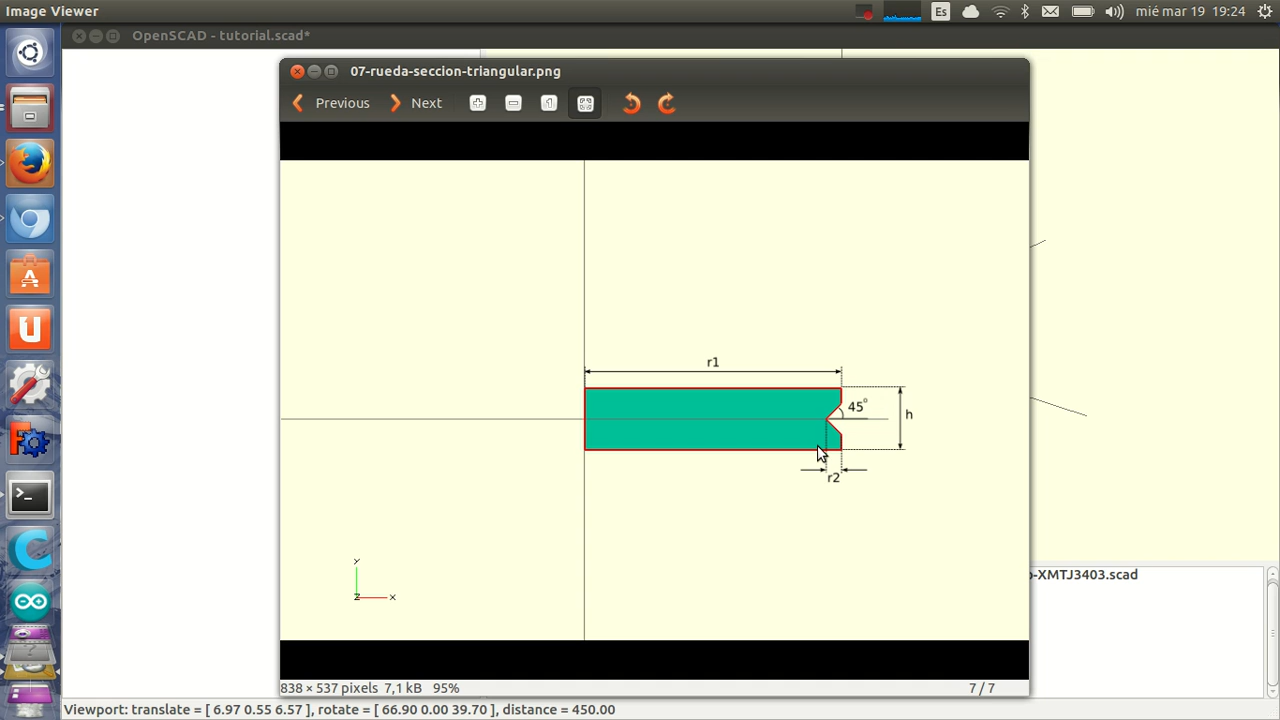 Image Viewer
Es
mié mar 19 19:24
OpenSCAD - tutorial.scad*
07-rueda-seccion-triangular.png
Previous
Next
1
r1
45°
h
r2
Y
Z
X
o-XMTJ3403.scad
838 × 537 pixels 7,1 kB 95%
7 / 7
Viewport: translate = [ 6.97 0.55 6.57 ], rotate = [ 66.90 0.00 39.70 ], distance = 450.00